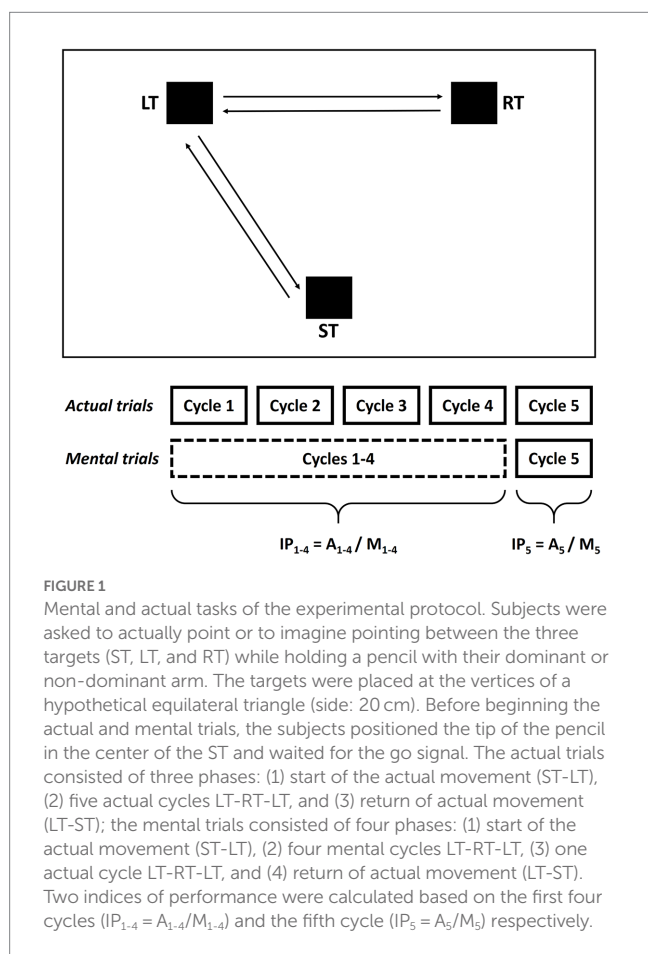 LT
RT
ST
Actual trials Cycle 1 Cycle 2 Cycle 3 Cycle 4 Cycle 5
Mental trials Cycles 1-4 Cycle 5
IP1-4 = A1-4 / M1-4 IP5 = A5 / M5
FIGURE 1
Mental and actual tasks of the experimental protocol. Subjects were
asked to actually point or to imagine pointing between the three
targets (ST, LT, and RT) while holding a pencil with their dominant or
non-dominant arm. The targets were placed at the vertices of a
hypothetical equilateral triangle (side: 20 cm). Before beginning the
actual and mental trials, the subjects positioned the tip of the pencil
in the center of the ST and waited for the go signal. The actual trials
consisted of three phases: (1) start of the actual movement (ST-LT),
(2) five actual cycles LT-RT-LT, and (3) return of actual movement
(LT-ST); the mental trials consisted of four phases: (1) start of the
actual movement (ST-LT), (2) four mental cycles LT-RT-LT, (3) one
actual cycle LT-RT-LT, and (4) return of actual movement (LT-ST).
Two indices of performance were calculated based on the first four
cycles (IP1-4 = A1-4/M1-4) and the fifth cycle (IP5 = A5/M5) respectively.